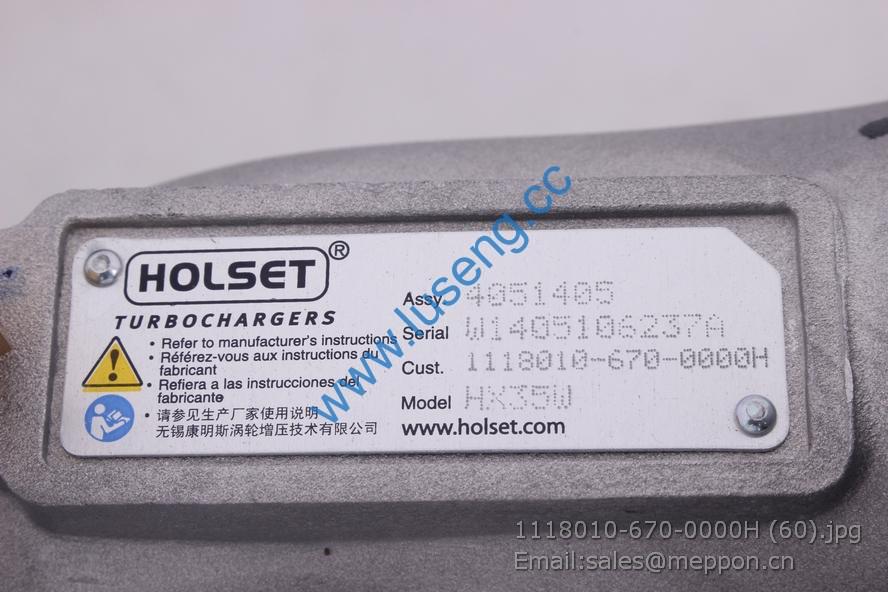 HOLSET®
TURBOCHARGERS
• Refer to manufacturer's instructions
• Référez-vous aux instructions du
fabricant
• Refiera a las instrucciones del
fabricante
• 请参见生产厂家使用说明
无锡康明斯涡轮增压技术有限公司
Assy. 4051405
Serial W1405106237A
Cust. 1118010-670-0000H
Model HX35W
www.holset.com
www.luseng.cc
1118010-670-0000H (60).jpg
Email:sales@meppon.cn